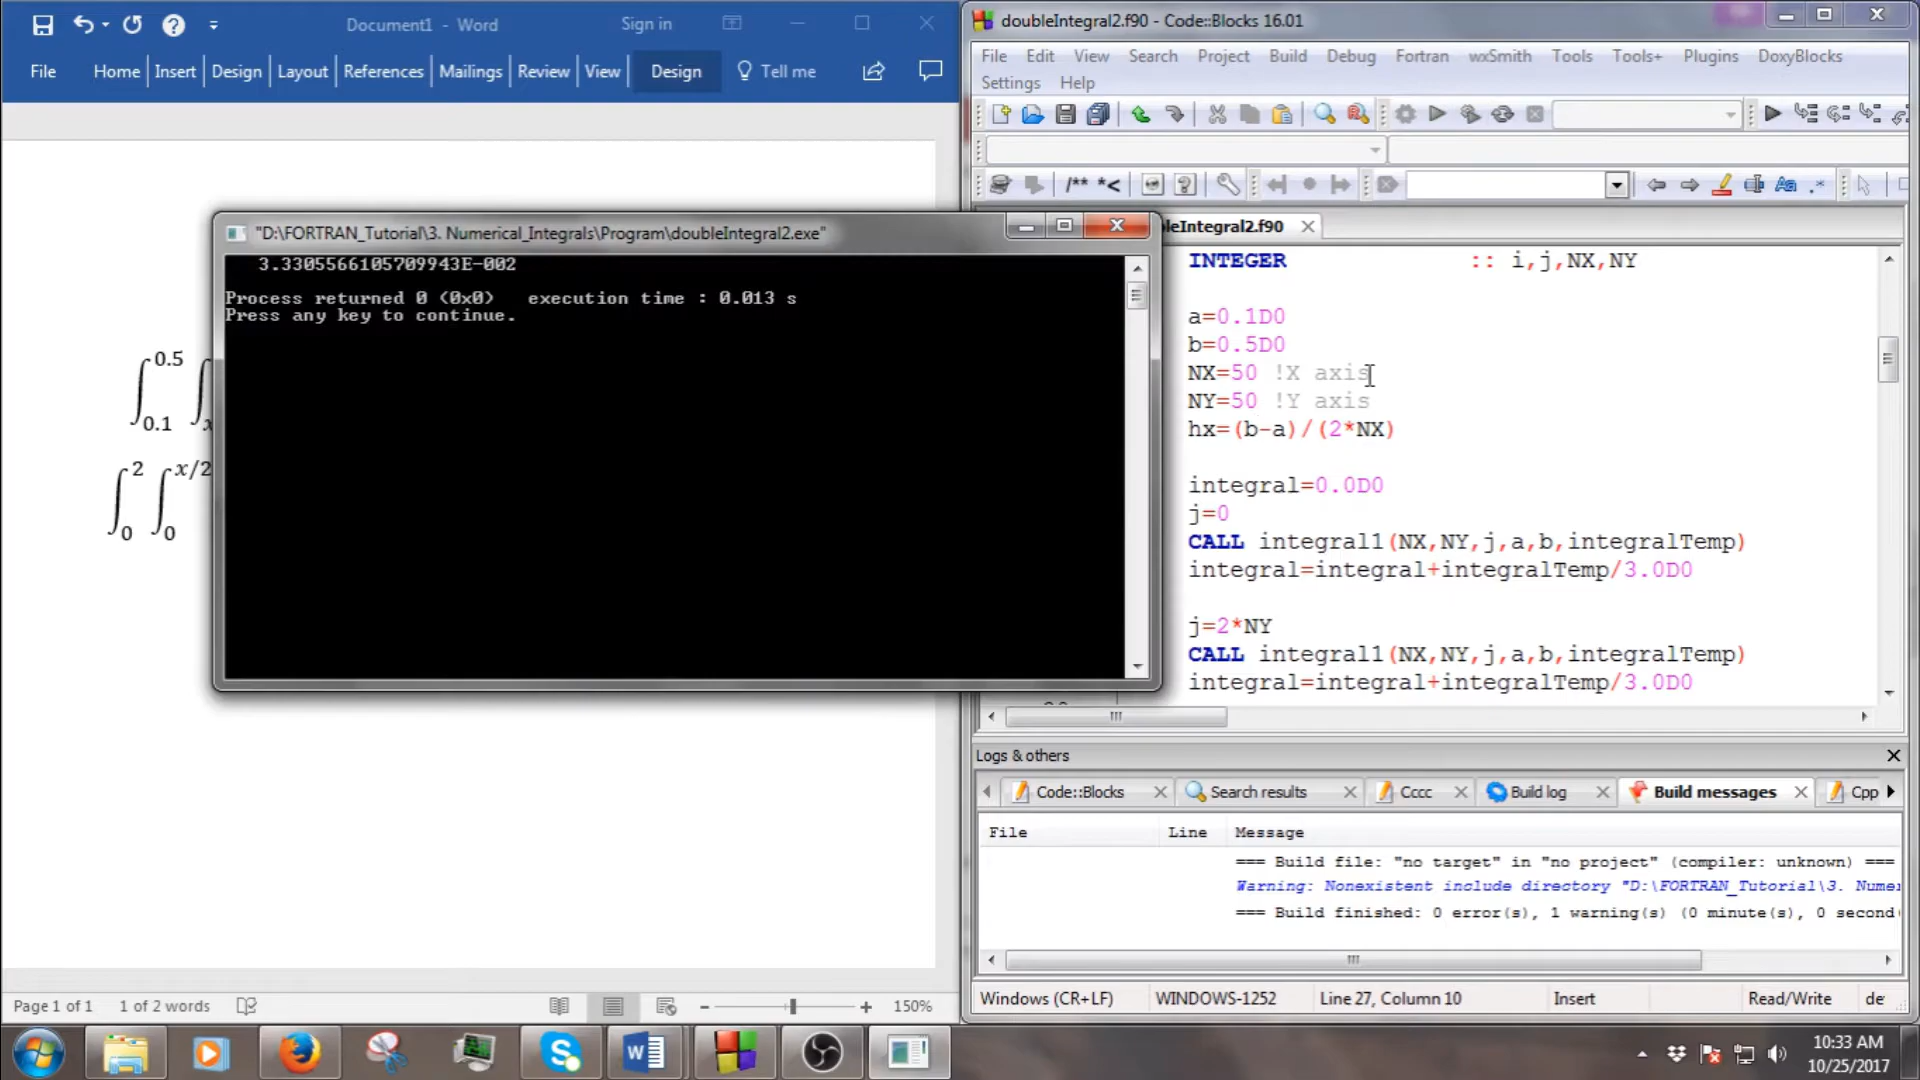 Document1 - Word
Sign in
File Home Insert Design Layout References Mailings Review View Design Tell me
0.5
0.1
2
x/2
0
0
Page 1 of 1 1 of 2 words
150%
"D:\FORTRAN_Tutorial\3. Numerical_Integrals\Program\doubleIntegral2.exe"
3.3305566105709943E-002
Process returned 0 (0x0) execution time : 0.013 s
Press any key to continue.
doubleIntegral2.f90 - Code::Blocks 16.01
File Edit View Search Project Build Debug Fortran wxSmith Tools Tools+ Plugins DoxyBlocks
Settings Help
/** *<
Aa .*
leIntegral2.f90
INTEGER :: i,j,NX,NY
a=0.1D0
b=0.5D0
NX=50 !X axis
NY=50 !Y axis
hx=(b-a)/(2*NX)
integral=0.0D0
j=0
CALL integral1(NX,NY,j,a,b,integralTemp)
integral=integral+integralTemp/3.0D0
j=2*NY
CALL integral1(NX,NY,j,a,b,integralTemp)
integral=integral+integralTemp/3.0D0
Logs & others
Code::Blocks Search results Cccc Build log Build messages Cpp
File Line Message
=== Build file: "no target" in "no project" (compiler: unknown) ===
Warning: Nonexistent include directory "D:\FORTRAN_Tutorial\3. Nume
=== Build finished: 0 error(s), 1 warning(s) (0 minute(s), 0 second
Windows (CR+LF) WINDOWS-1252 Line 27, Column 10 Insert Read/Write de
10:33 AM
10/25/2017